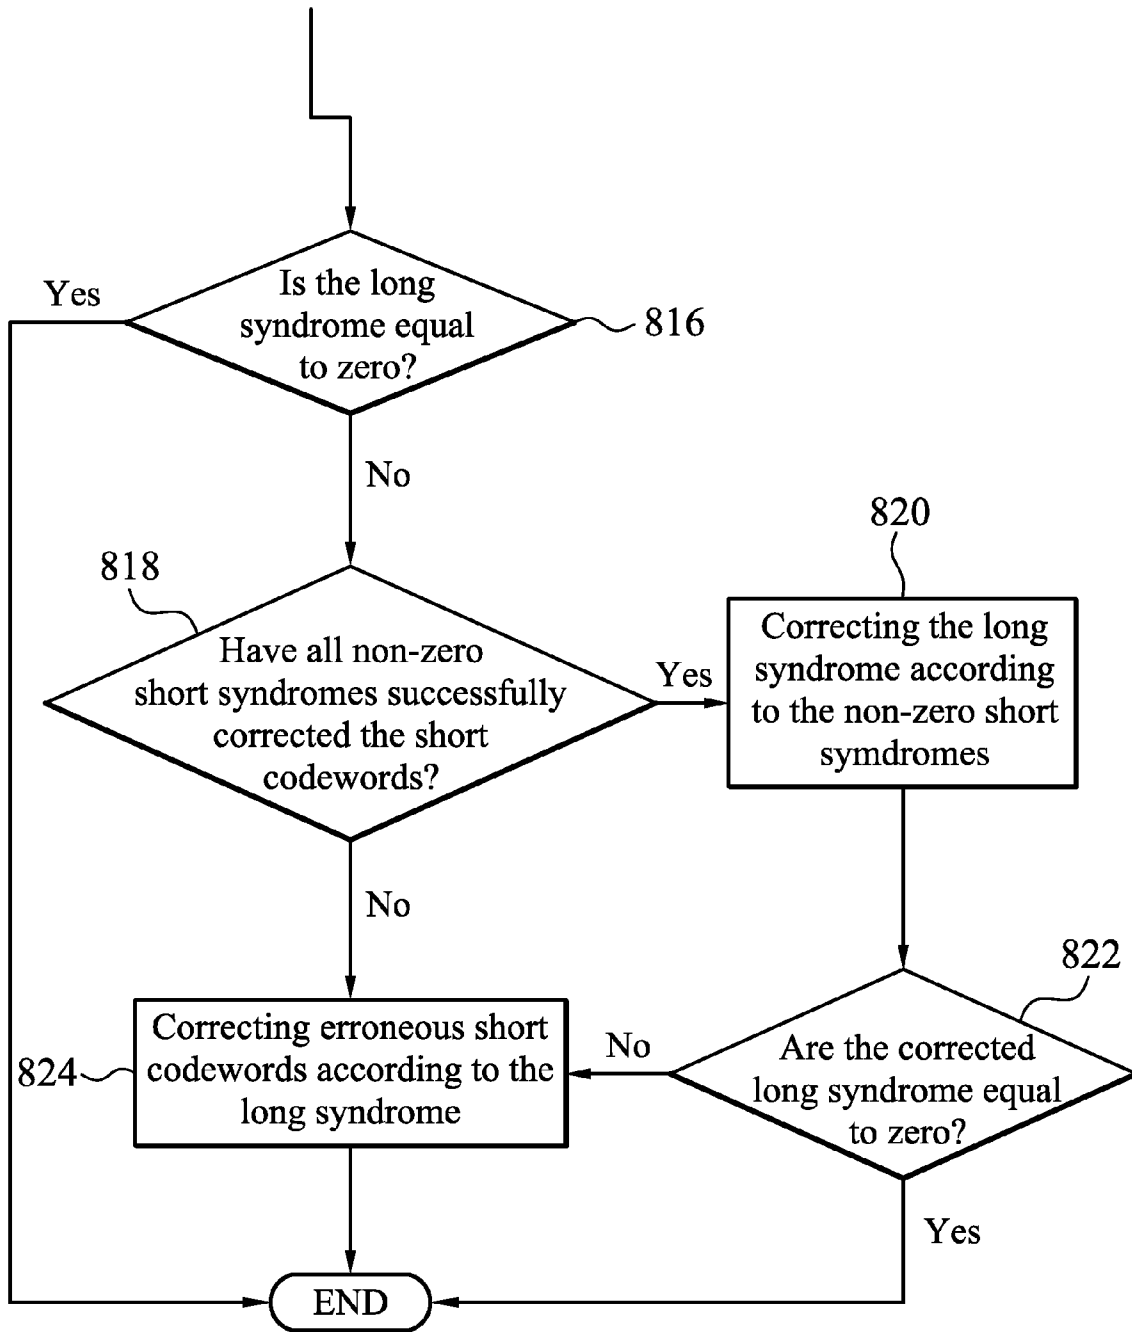 Yes
Is the long
syndrome equal
to zero?
816
No
818
Have all non-zero
short syndromes successfully
corrected the short
codewords?
Yes
820
Correcting the long
syndrome according
to the non-zero short
symdromes
No
822
Are the corrected
long syndrome equal
to zero?
No
824
Correcting erroneous short
codewords according to the
long syndrome
Yes
END